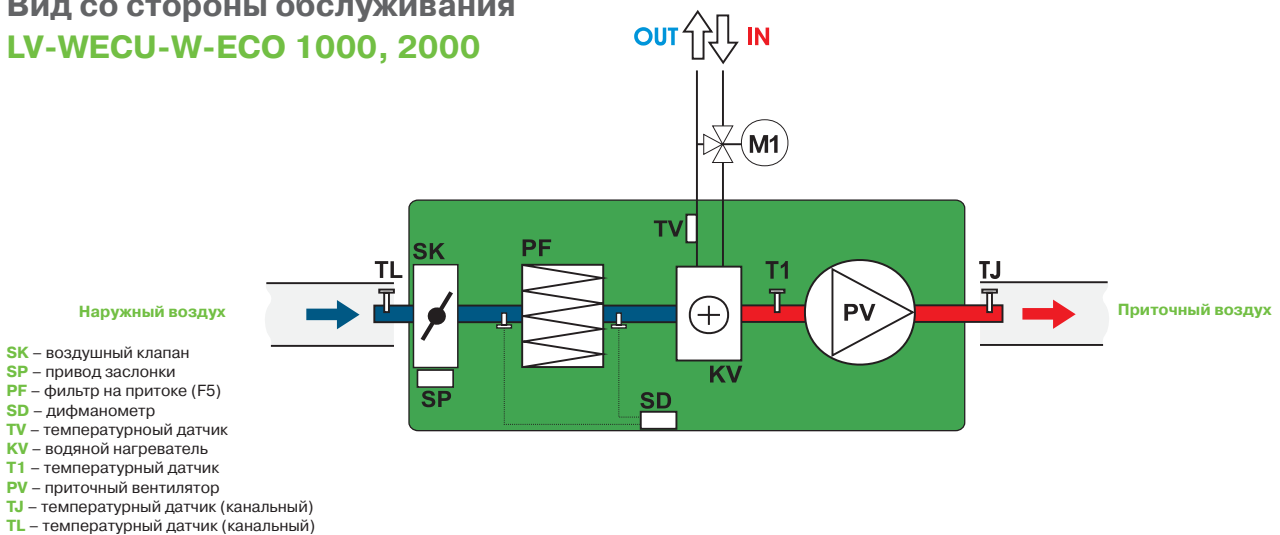 Вид со стороны обслуживания
LV-WECU-W-ECO 1000, 2000
OUT IN
M1
TV
SK PF
TL T1 TJ
Наружный воздух
PV
Приточный воздух
KV
SP SD
SK – воздушный клапан
SP – привод заслонки
PF – фильтр на притоке (F5)
SD – дифманометр
TV – температурноый датчик
KV – водяной нагреватель
T1 – температурный датчик
PV – приточный вентилятор
TJ – температурный датчик (канальный)
TL – температурный датчик (канальный)